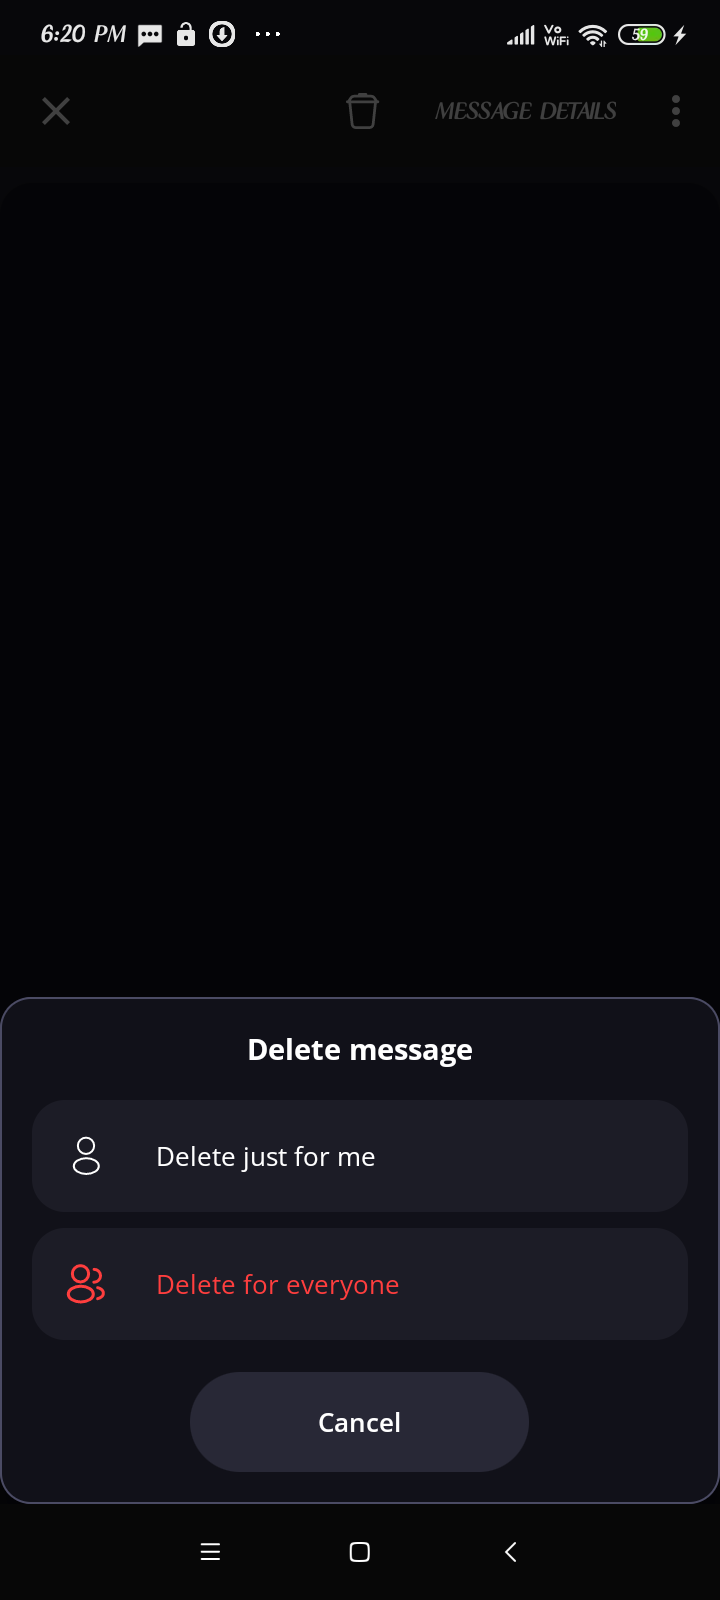 6:20 PM
Vo
WiFi
59
MESSAGE DETAILS
Delete message
Delete just for me
Delete for everyone
Cancel